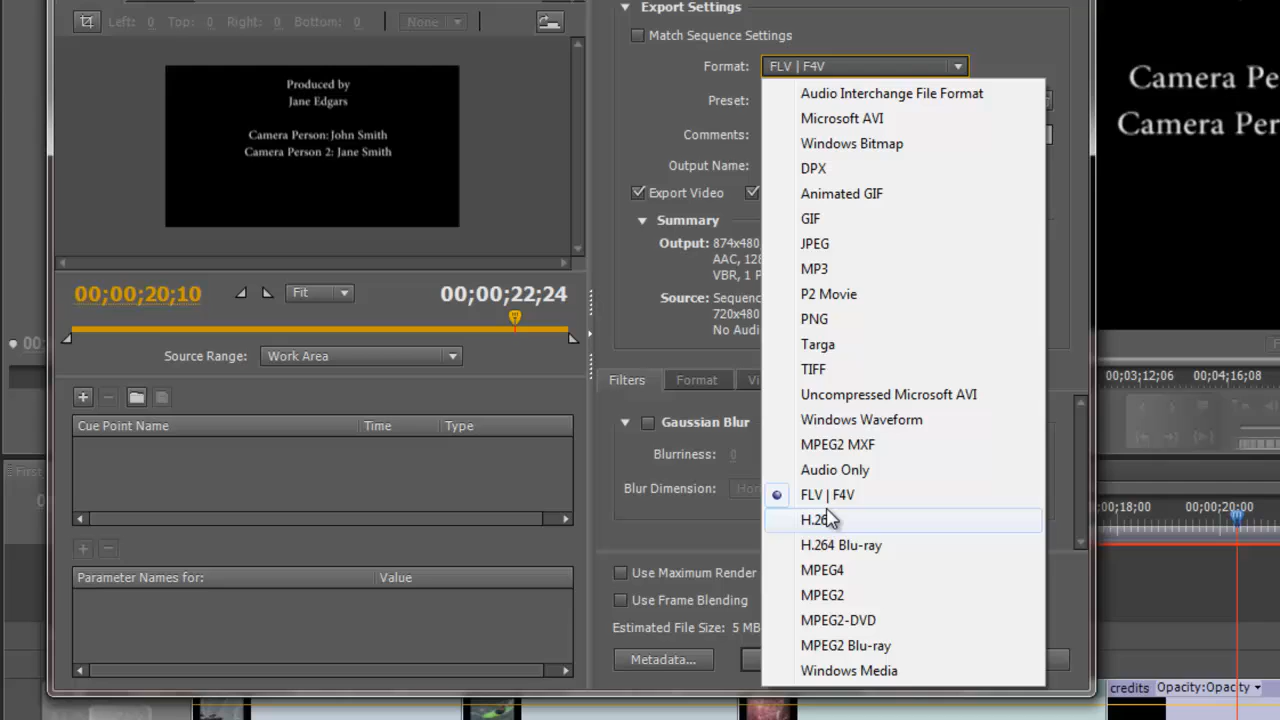 Left: 0 Top: 0 Right: 0 Bottom: 0 None
Produced by
Jane Edgars
Camera Person: John Smith
Camera Person 2: Jane Smith
00;00;20;10 Fit 00;00;22;24
Source Range: Work Area
Cue Point Name Time Type
Parameter Names for: Value
Export Settings
Match Sequence Settings
Format: FLV | F4V
Preset:
Comments:
Output Name:
Export Video
Summary
Output: 874x480,
AAC, 128
VBR, 1 P
Source: Sequenc
720x480
No Audi
Filters Format Vi
Gaussian Blur
Blurriness: 0
Blur Dimension: Hor
Use Maximum Render
Use Frame Blending
Estimated File Size: 5 MB
Metadata...
Audio Interchange File Format
Microsoft AVI
Windows Bitmap
DPX
Animated GIF
GIF
JPEG
MP3
P2 Movie
PNG
Targa
TIFF
Uncompressed Microsoft AVI
Windows Waveform
MPEG2 MXF
Audio Only
FLV | F4V
H.264
H.264 Blu-ray
MPEG4
MPEG2
MPEG2-DVD
MPEG2 Blu-ray
Windows Media
Camera Pe
Camera Per
00;03;12;06 00;04;16;08
;00;18;00 00;00;20;00
credits Opacity:Opacity
00
First
0